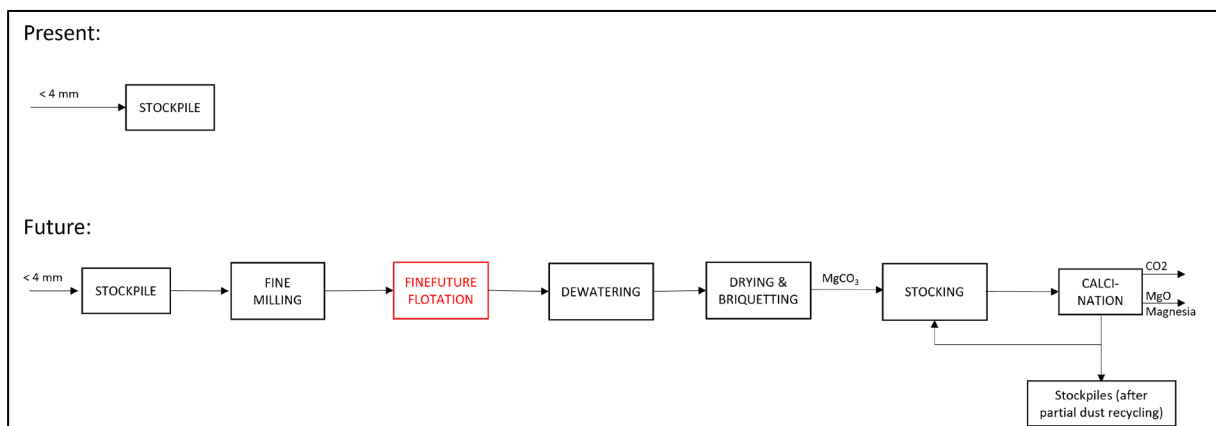 Present:
< 4 mm
STOCKPILE
Future:
< 4 mm
STOCKPILE
FINE
MILLING
FINEFUTURE
FLOTATION
DEWATERING
DRYING &
BRIQUETTING
MgCO₃
STOCKING
CALCI-
NATION
CO2
MgO
Magnesia
Stockpiles (after
partial dust recycling)